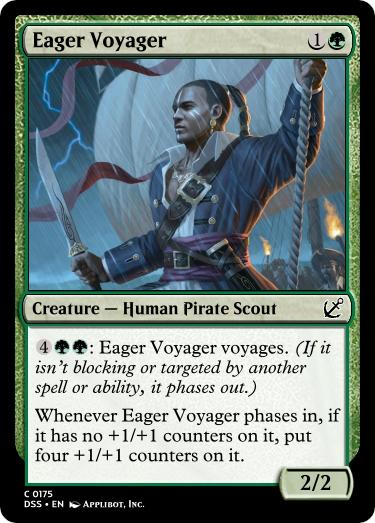 Eager Voyager 1
Creature — Human Pirate Scout
4: Eager Voyager voyages. (If it
isn't blocking or targeted by another
spell or ability, it phases out.)
Whenever Eager Voyager phases in, if
it has no +1/+1 counters on it, put
four +1/+1 counters on it.
2/2
C 0175
DSS • EN Applibot, Inc.